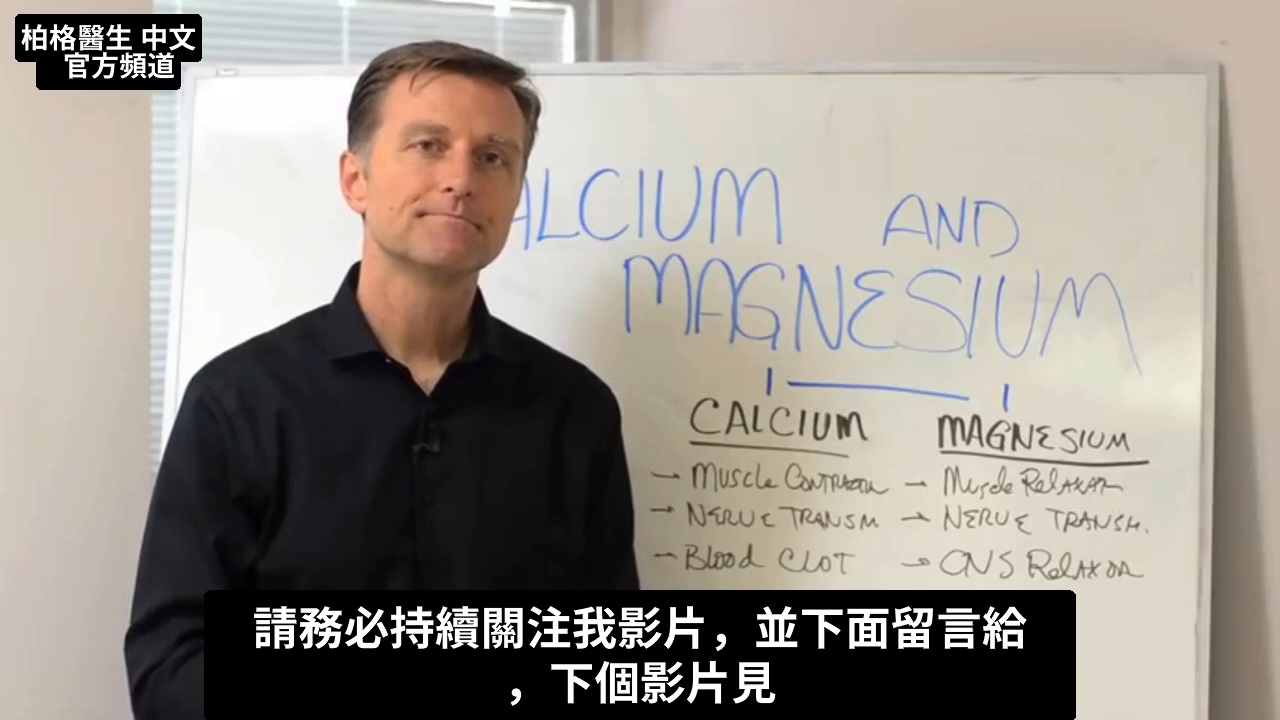 柏格醫生 中文
官方頻道
ALCIUM AND
MAGNESIUM
CALCIUM
→ Muscle
→ NERVE TRANSM
→ Blood CLOT
MAGNESIUM
→ Muscle
→ NERVE TRANSM.
→ CNS
請務必持續關注我影片，並下面留言給
，下個影片見